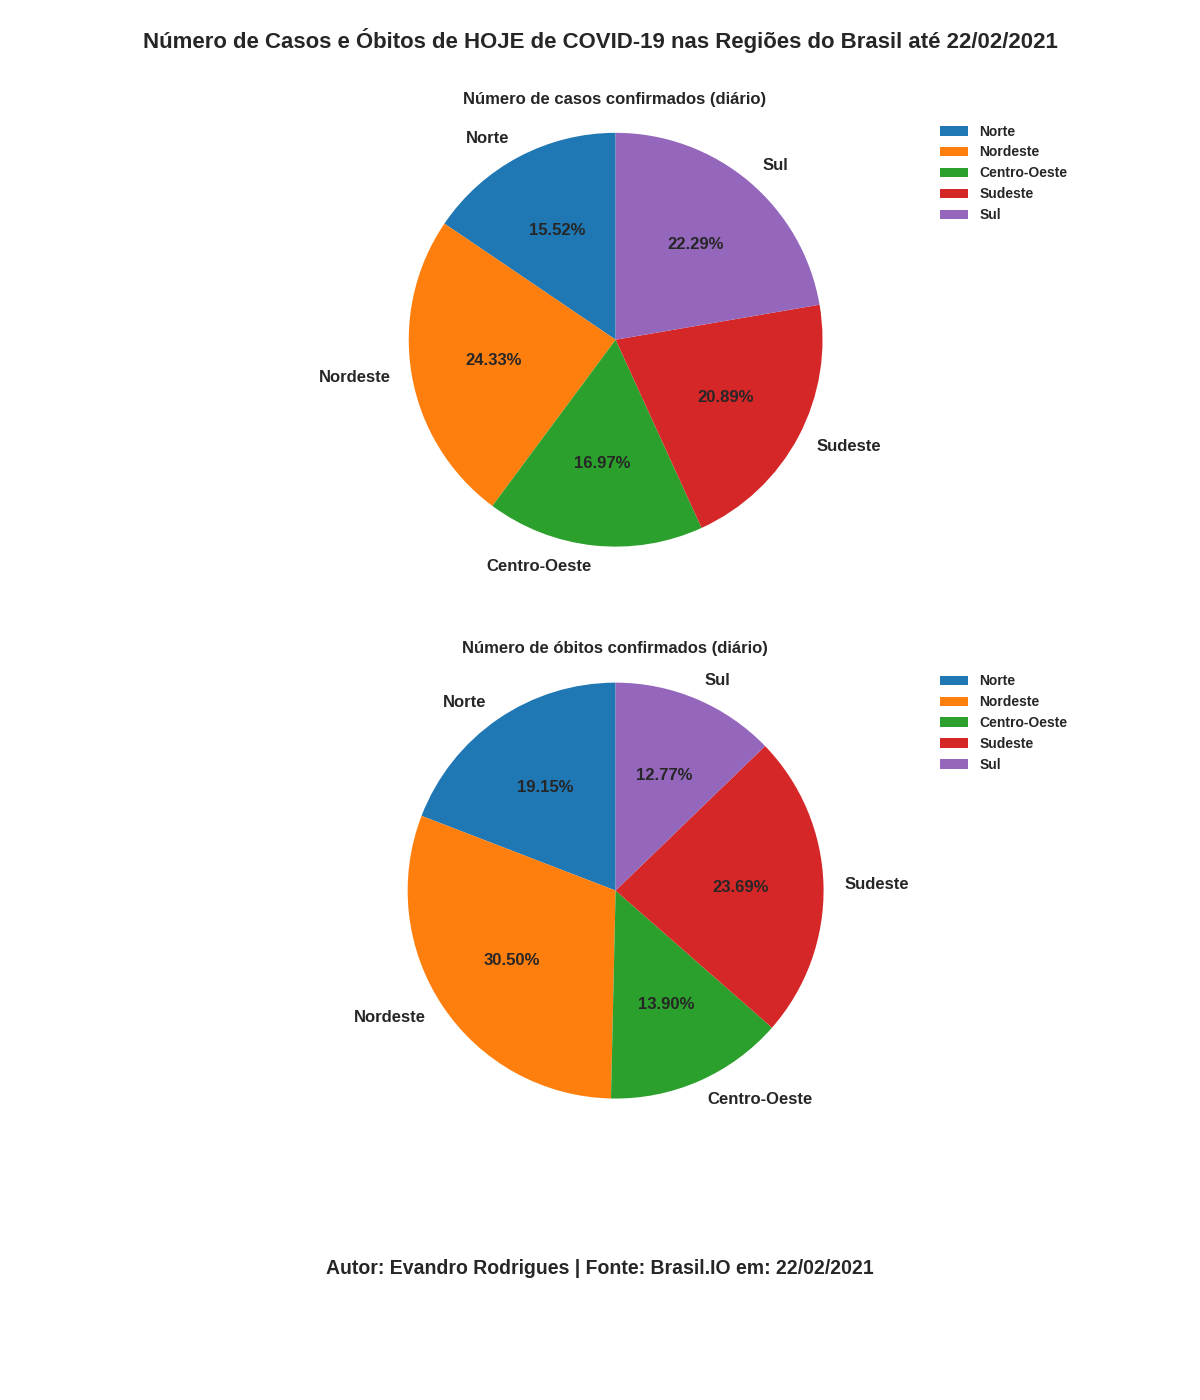 Número de Casos e Óbitos de HOJE de COVID-19 nas Regiões do Brasil até 22/02/2021
Número de casos confirmados (diário)
Norte
Sul
15.52%
22.29%
Nordeste
24.33%
20.89%
Sudeste
16.97%
Centro-Oeste
Norte
Nordeste
Centro-Oeste
Sudeste
Sul
Número de óbitos confirmados (diário)
Sul
Norte
12.77%
19.15%
Sudeste
23.69%
30.50%
13.90%
Nordeste
Centro-Oeste
Norte
Nordeste
Centro-Oeste
Sudeste
Sul
Autor: Evandro Rodrigues | Fonte: Brasil.IO em: 22/02/2021